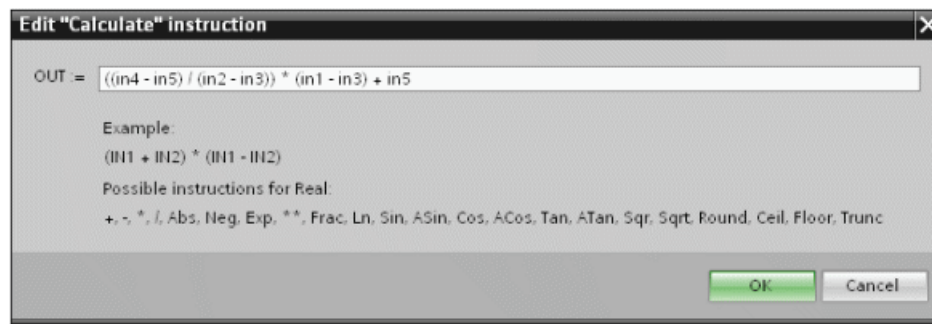 Edit "Calculate" instruction
OUT := ((in4 - in5) / (in2 - in3)) * (in1 - in3) + in5
Example:
(IN1 + IN2) * (IN1 - IN2)
Possible instructions for Real:
+, -, *, /, Abs, Neg, Exp, **, Frac, Ln, Sin, ASin, Cos, ACos, Tan, ATan, Sqr, Sqrt, Round, Ceil, Floor, Trunc
OK Cancel